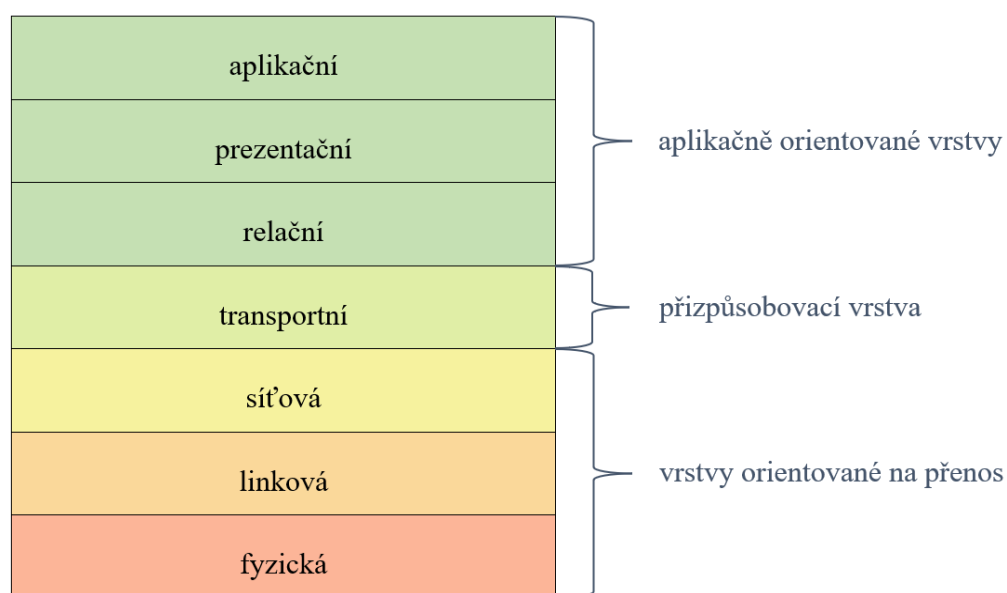 aplikační
prezentační
aplikačně orientované vrstvy
relační
transportní
přizpůsobovací vrstva
síťová
linková
vrstvy orientované na přenos
fyzická